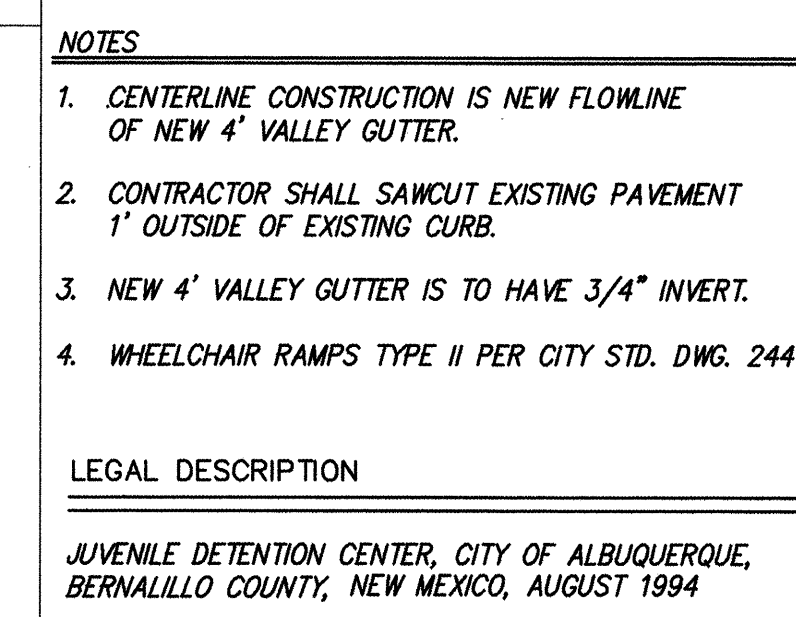 NOTES
1. CENTERLINE CONSTRUCTION IS NEW FLOWLINE
OF NEW 4' VALLEY GUTTER.
2. CONTRACTOR SHALL SAWCUT EXISTING PAVEMENT
1' OUTSIDE OF EXISTING CURB.
3. NEW 4' VALLEY GUTTER IS TO HAVE 3/4" INVERT.
4. WHEELCHAIR RAMPS TYPE II PER CITY STD. DWG. 244
LEGAL DESCRIPTION
JUVENILE DETENTION CENTER, CITY OF ALBUQUERQUE,
BERNALILLO COUNTY, NEW MEXICO, AUGUST 1994